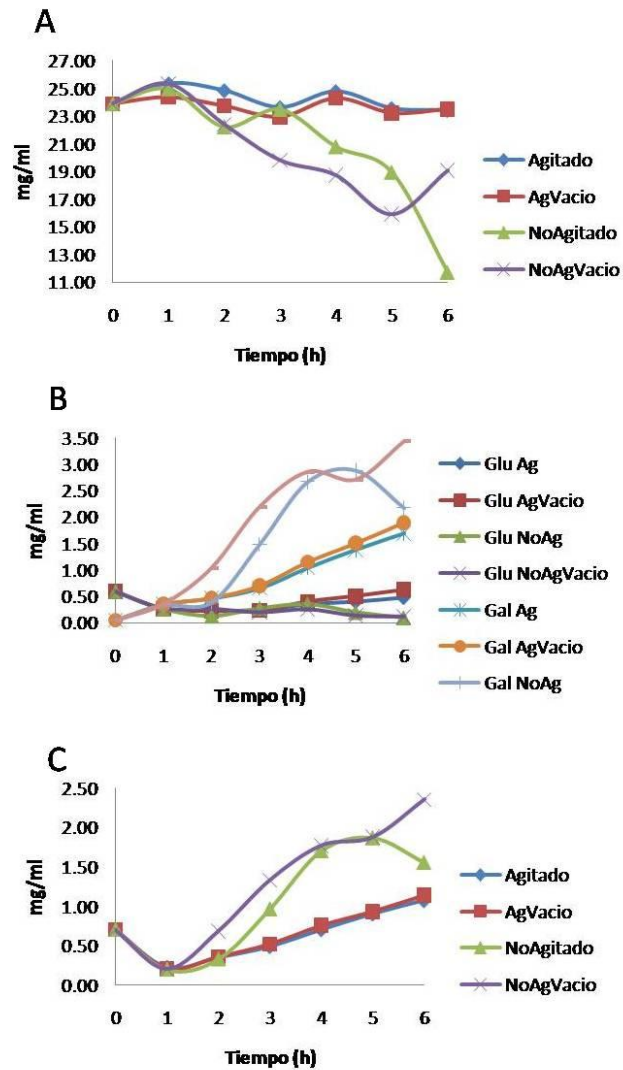 A
27.00
25.00
23.00
21.00
19.00
17.00
15.00
13.00
11.00
mg/ml
0 1 2 3 4 5 6
Tiempo (h)
Agitado
AgVacio
NoAgitado
NoAgVacio
B
3.50
3.00
2.50
2.00
1.50
1.00
0.50
0.00
mg/ml
0 1 2 3 4 5 6
Tiempo (h)
Glu Ag
Glu AgVacio
Glu NoAg
Glu NoAgVacio
Gal Ag
Gal AgVacio
Gal NoAg
C
2.50
2.00
1.50
1.00
0.50
0.00
mg/ml
0 1 2 3 4 5 6
Tiempo (h)
Agitado
AgVacio
NoAgitado
NoAgVacio